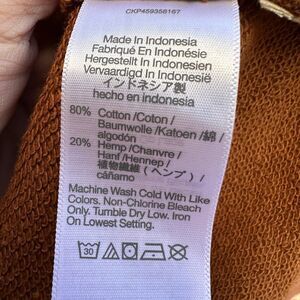 CKP459358167
Made In Indonesia
Fabriqué En Indonésie
Hergestellt In Indonesien
Vervaardigd In Indonesië
インドネシア製
hecho en indonesia
80% Cotton /Coton /
Baumwolle /Katoen /綿 /
algodón
20% Hemp /Chanvre /
Hanf /Hennep /
植物繊維（ヘンプ）/
cáñamo
Machine Wash Cold With Like
Colors. Non-Chlorine Bleach
Only. Tumble Dry Low. Iron
On Lowest Setting.
30